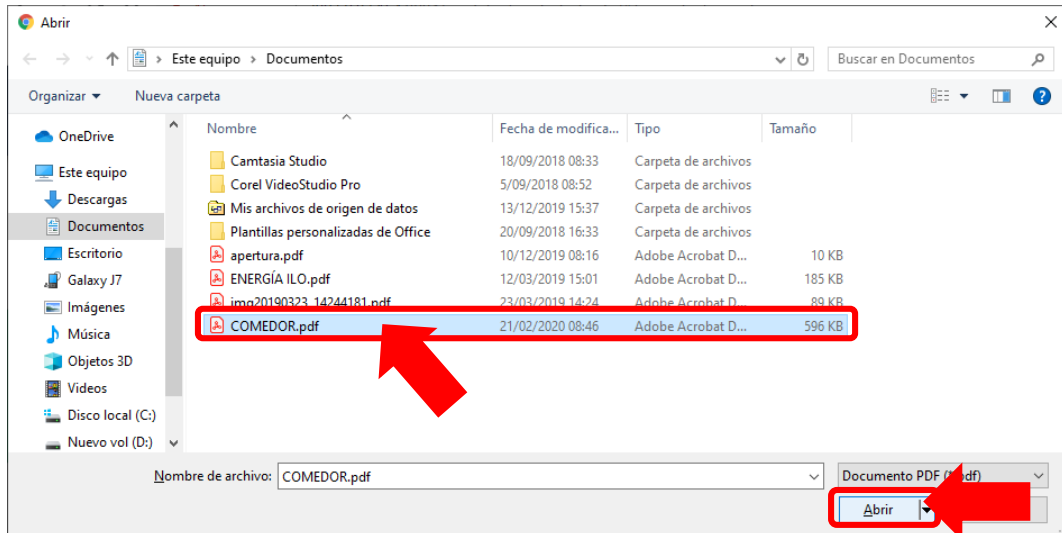 Abrir
Este equipo > Documentos
Buscar en Documentos
Organizar
Nueva carpeta
Nombre Fecha de modifica... Tipo Tamaño
OneDrive
Este equipo
Descargas
Documentos
Escritorio
Galaxy J7
Imágenes
Música
Objetos 3D
Videos
Disco local (C:)
Nuevo vol (D:)
Camtasia Studio 18/09/2018 08:33 Carpeta de archivos
Corel VideoStudio Pro 5/09/2018 08:52 Carpeta de archivos
Mis archivos de origen de datos 13/12/2019 15:37 Carpeta de archivos
Plantillas personalizadas de Office 20/09/2018 16:33 Carpeta de archivos
apertura.pdf 10/12/2019 08:16 Adobe Acrobat D... 10 KB
ENERGÍA ILO.pdf 12/03/2019 15:01 Adobe Acrobat D... 185 KB
img20190323_14244181.pdf 23/03/2019 14:24 Adobe Acrobat D... 89 KB
COMEDOR.pdf 21/02/2020 08:46 Adobe Acrobat D... 596 KB
Nombre de archivo: COMEDOR.pdf
Documento PDF
Abrir